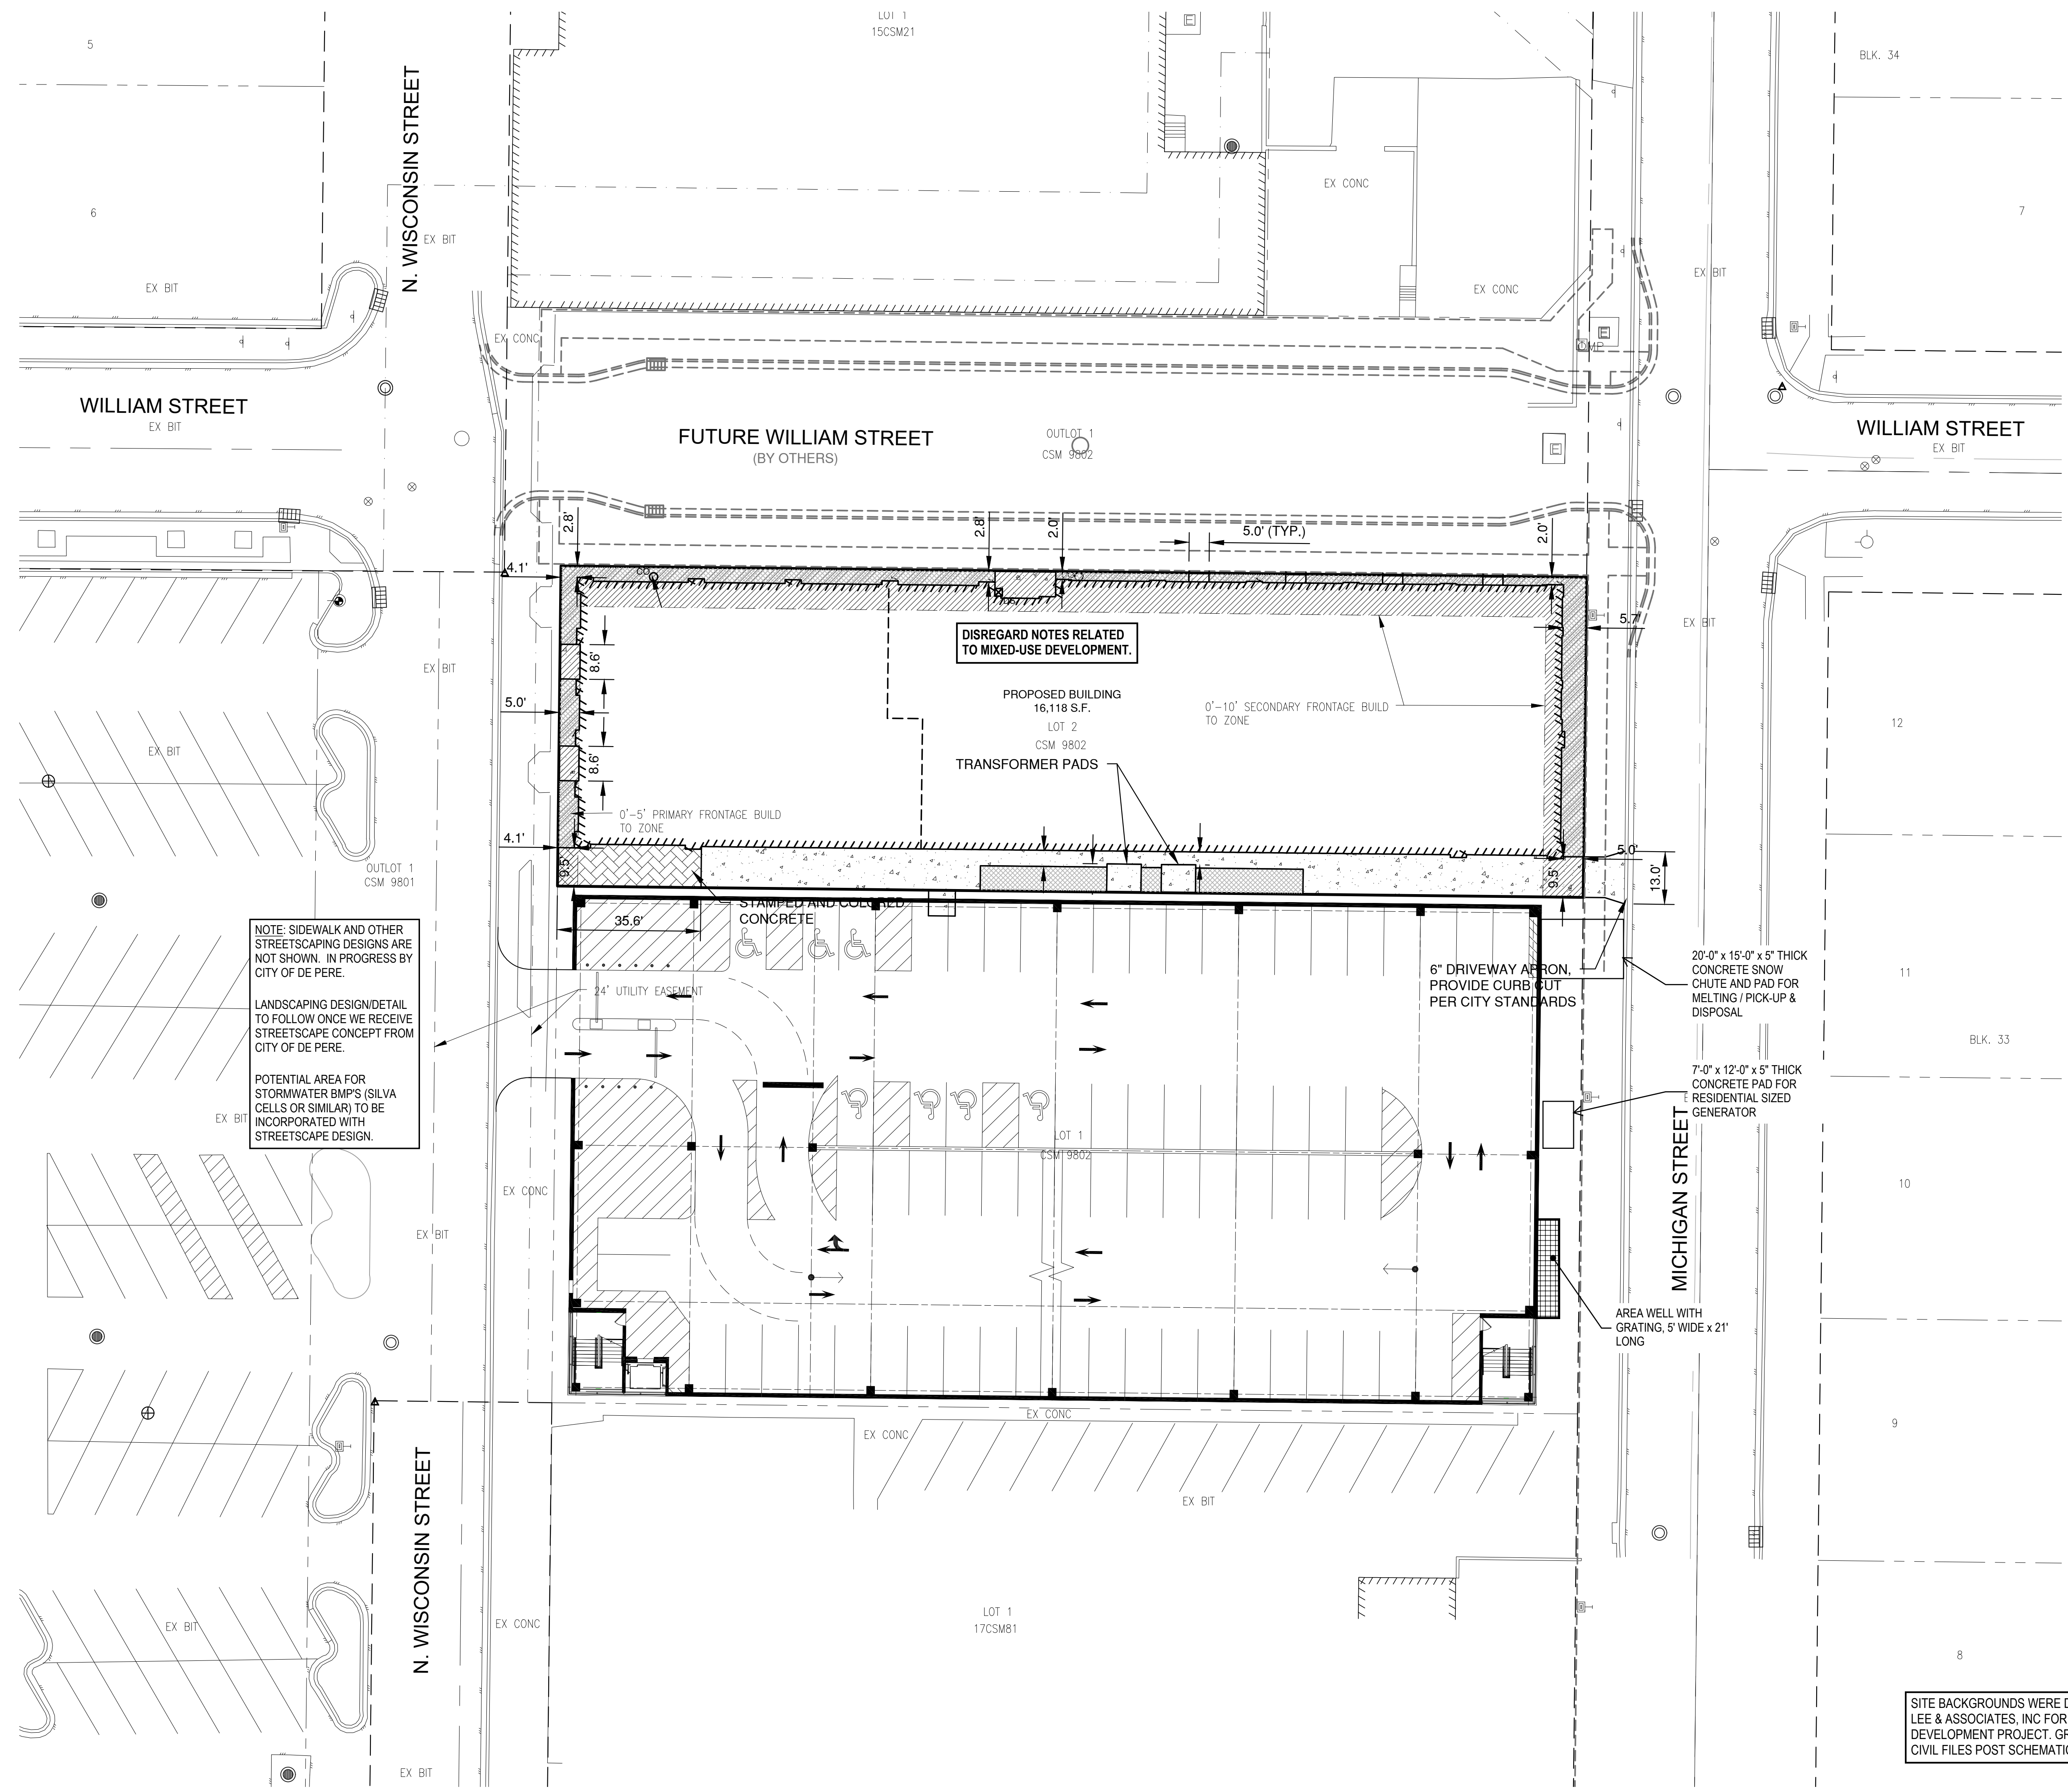 LOT 1
15CSM21
5
BLK. 34
N. WISCONSIN STREET
EX CONC
6
7
EX BIT
EX BIT
EX BIT
EX CONC
EX CONC
WILLIAM STREET
EX BIT
FUTURE WILLIAM STREET
(BY OTHERS)
OUTLOT 1
CSM 9802
WILLIAM STREET
EX BIT
2.8'
2.8'
2.0'
5.0' (TYP.)
2.0'
4.1'
CO
5.7'
EX BIT
DISREGARD NOTES RELATED
TO MIXED-USE DEVELOPMENT.
8.6'
EX BIT
PROPOSED BUILDING
16,118 S.F.
LOT 2
CSM 9802
0'-10' SECONDARY FRONTAGE BUILD
TO ZONE
5.0'
12
EX BIT
8.6'
TRANSFORMER PADS
0'-5' PRIMARY FRONTAGE BUILD
TO ZONE
4.1'
9.5'
5.0'
9.5'
13.0'
OUTLOT 1
CSM 9801
STAMPED AND COLORED
CONCRETE
35.6'
NOTE: SIDEWALK AND OTHER
STREETSCAPING DESIGNS ARE
NOT SHOWN. IN PROGRESS BY
CITY OF DE PERE.
LANDSCAPING DESIGN/DETAIL
TO FOLLOW ONCE WE RECEIVE
STREETSCAPE CONCEPT FROM
CITY OF DE PERE.
POTENTIAL AREA FOR
STORMWATER BMP'S (SILVA
CELLS OR SIMILAR) TO BE
INCORPORATED WITH
STREETSCAPE DESIGN.
24' UTILITY EASEMENT
6" DRIVEWAY APRON,
PROVIDE CURB CUT
PER CITY STANDARDS
20'-0" x 15'-0" x 5" THICK
CONCRETE SNOW
CHUTE AND PAD FOR
MELTING / PICK-UP &
DISPOSAL
11
BLK. 33
7'-0" x 12'-0" x 5" THICK
CONCRETE PAD FOR
RESIDENTIAL SIZED
GENERATOR
EX BIT
LOT 1
CSM 9802
MICHIGAN STREET
EX CONC
10
EX BIT
AREA WELL WITH
GRATING, 5' WIDE x 21'
LONG
EX CONC
EX CONC
9
N. WISCONSIN STREET
EX BIT
EX CONC
EX BIT
LOT 1
17CSM81
8
SITE BACKGROUNDS WERE
LEE & ASSOCIATES, INC FOR
DEVELOPMENT PROJECT.
CIVIL FILES POST
EX BIT